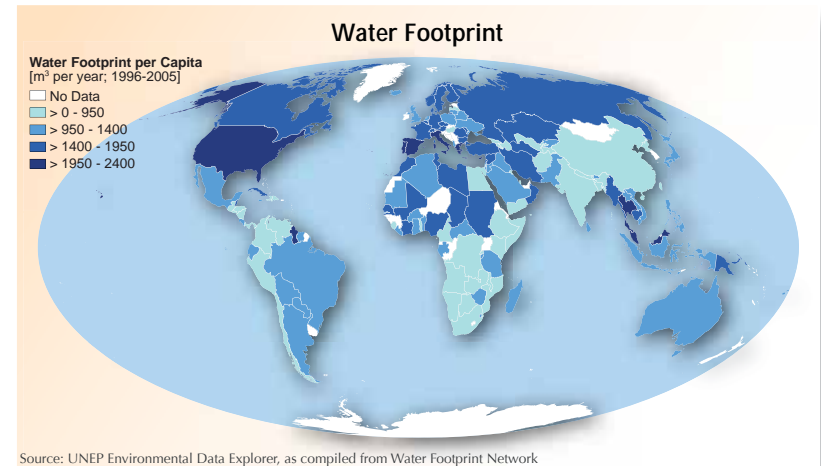 Water Footprint
Water Footprint per Capita
[m³ per year; 1996-2005]
No Data
> 0 - 950
> 950 - 1400
> 1400 - 1950
> 1950 - 2400
Source: UNEP Environmental Data Explorer, as compiled from Water Footprint Network